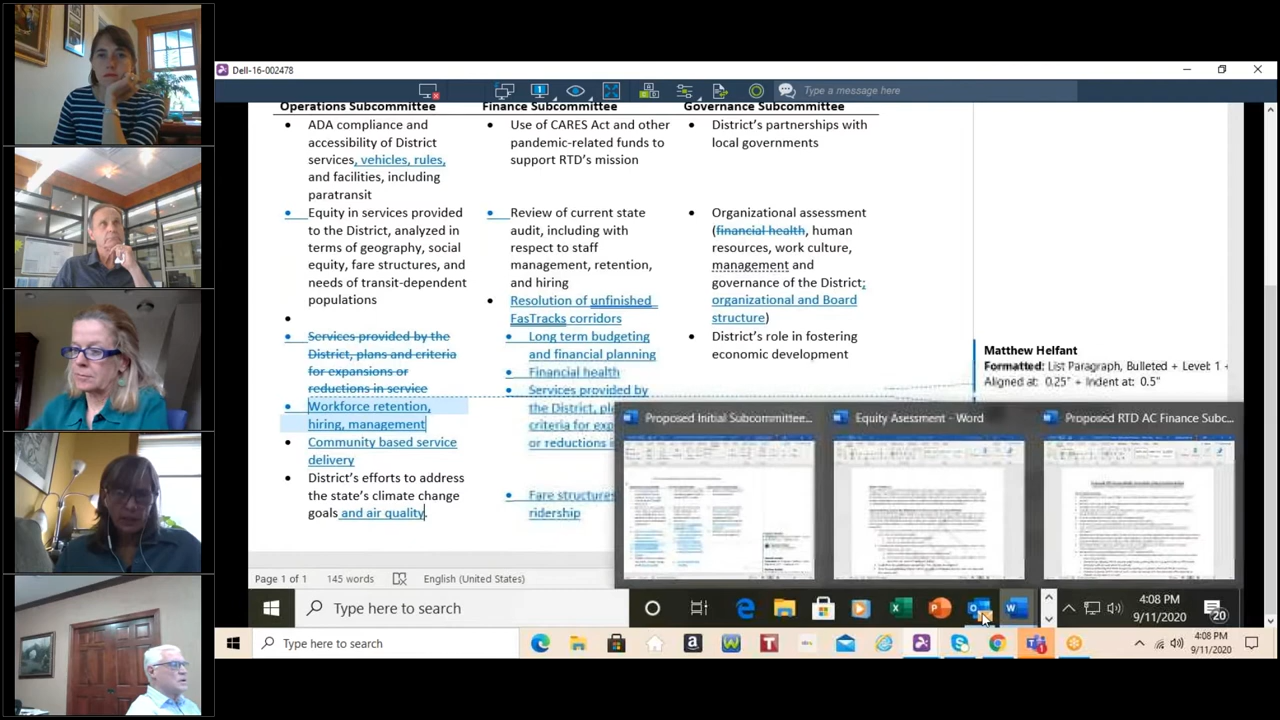 Dell-16-002478
Type a message here
Operations Subcommittee
ADA compliance and
accessibility of District
services, vehicles, rules,
and facilities, including
paratransit
Equity in services provided
to the District, analyzed in
terms of geography, social
equity, fare structures, and
needs of transit-dependent
populations
Services provided by the
District, plans and criteria
for expansions or
reductions in service
Workforce retention,
hiring, management
Community based service
delivery
District's efforts to address
the state's climate change
goals and air quality.
Finance Subcommittee
Use of CARES Act and other
pandemic-related funds to
support RTD's mission
Review of current state
audit, including with
respect to staff
management, retention,
and hiring
Resolution of unfinished
FasTracks corridors
Long term budgeting
and financial planning
Financial health
Services provided by
the District,
criteria for
or reductions
Fare structures
ridership
Governance Subcommittee
District's partnerships with
local governments
Organizational assessment
(financial health, human
resources, work culture,
management and
governance of the District;
organizational and Board
structure)
District's role in fostering
economic development
Matthew Helfant
Formatted: List Paragraph, Bulleted + Level: 1 +
Aligned at: 0.25" + Indent at: 0.5"
Proposed Initial Subcommittee...
Equity Asessment - Word
Proposed RTD AC Finance Subc...
Page 1 of 1
145 words
English (United States)
Type here to search
4:08 PM
9/11/2020
20
Type here to search
4:08 PM
9/11/2020